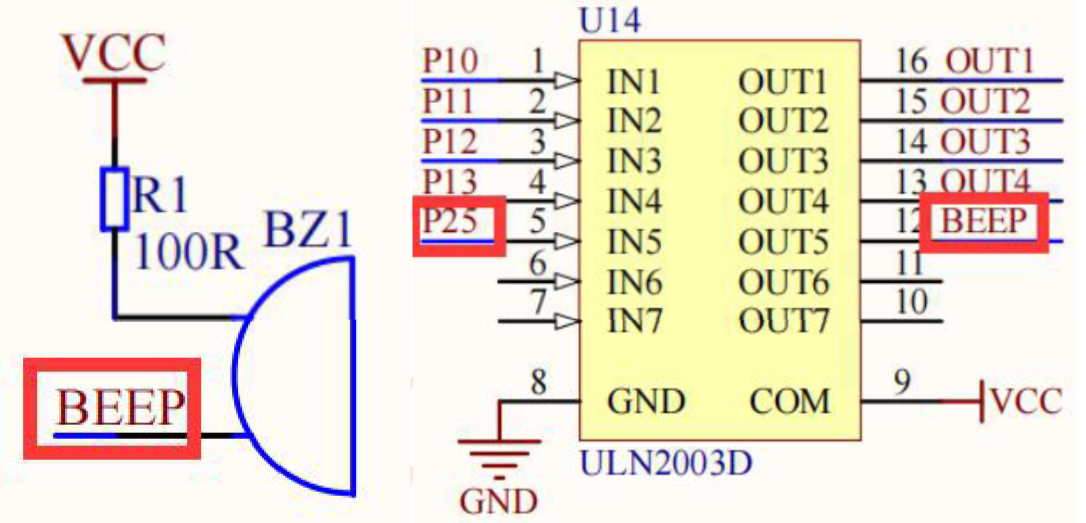 VCC
R1
100R
BZ1
BEEP
U14
P10 1 IN1 OUT1 16 OUT1
P11 2 IN2 OUT2 15 OUT2
P12 3 IN3 OUT3 14 OUT3
P13 4 IN4 OUT4 13 OUT4
P25 5 IN5 OUT5 12 BEEP
6 IN6 OUT6 11
7 IN7 OUT7 10
8 GND COM 9 VCC
ULN2003D
GND